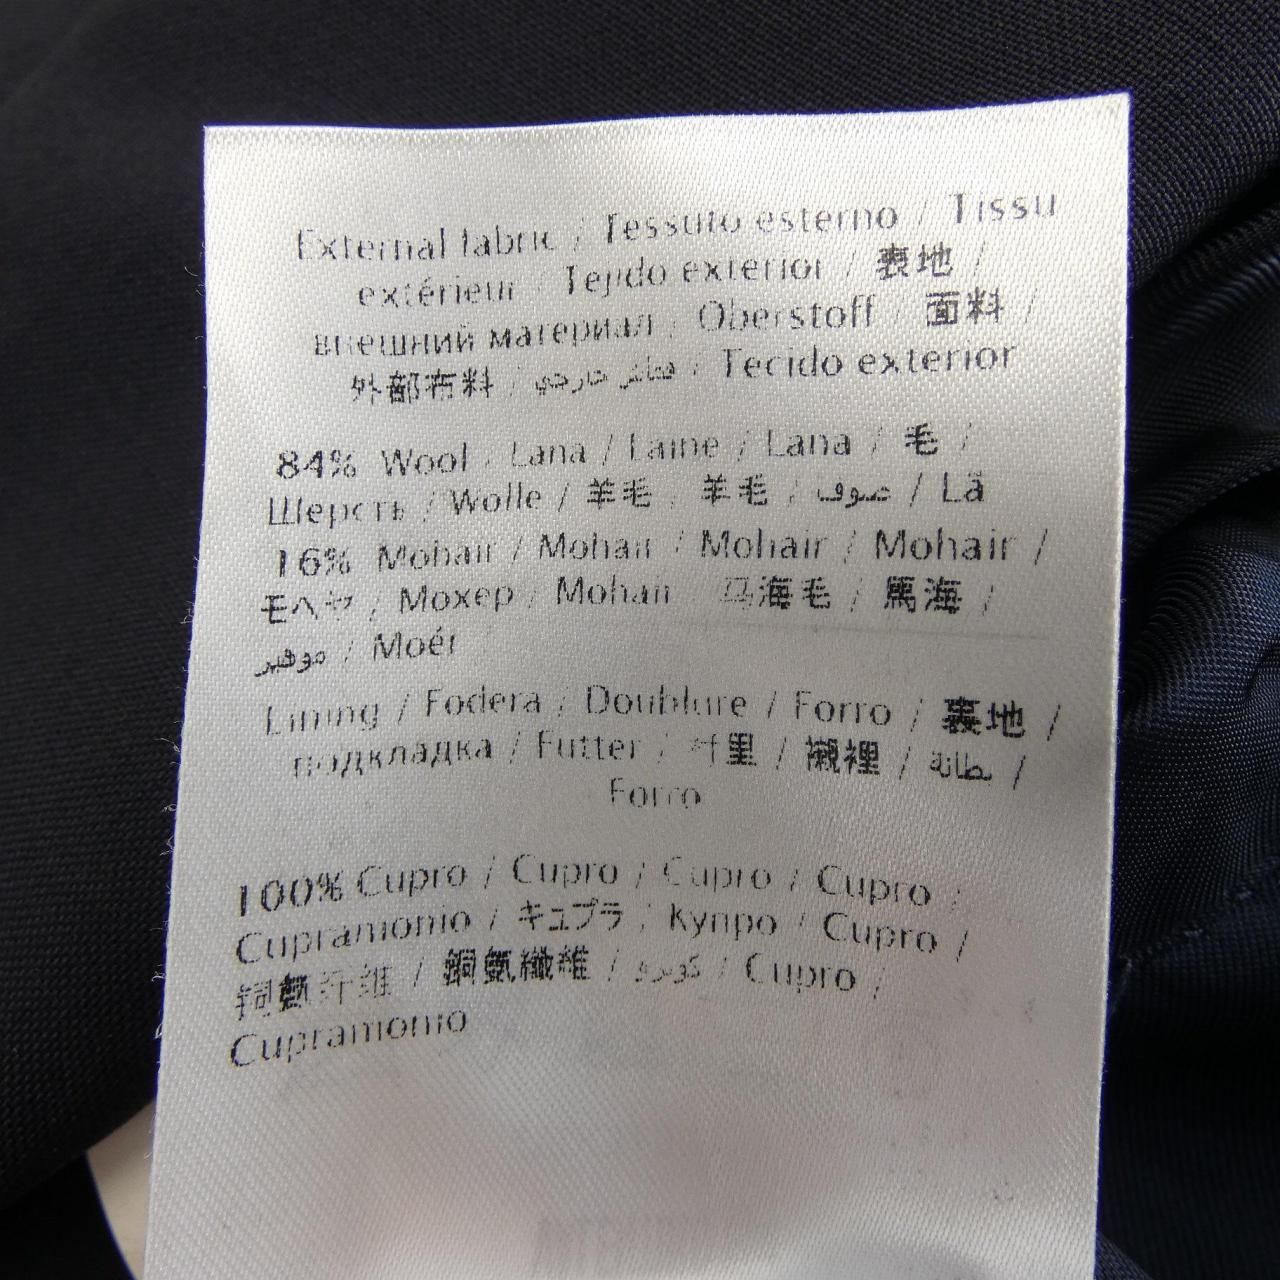 External fabric / Tessuto esterno / Tissu
extérieur / Tejido exterior / 表地 /
внешний материал / Oberstoff / 面料 /
外部布料 / قماش خارجي / Tecido exterior
84% Wool / Lana / Laine / Lana / 毛 /
Шерсть / Wolle / 羊毛 / 羊毛 / صوف / Lã
16% Mohair / Mohair / Mohair / Mohair /
モヘヤ / Мохер / Mohair / 马海毛 / 馬海 /
موهير / Moér
Lining / Fodera / Doublure / Forro / 裏地 /
подкладка / Futter / 衬里 / 襯裡 / بطانة /
Forro
100% Cupro / Cupro / Cupro / Cupro /
Cupramonio / キュプラ / купро / Cupro /
铜氨纤维 / 銅氨纖維 / كوبرو / Cupro /
Cupramonio